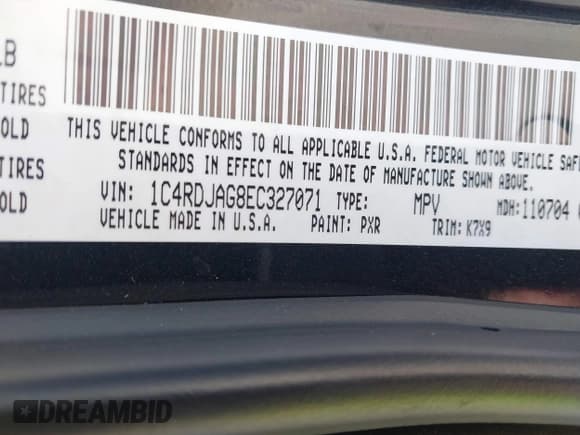 LB
TIRES
OLD
TIRES
OLD
THIS VEHICLE CONFORMS TO ALL APPLICABLE U.S.A. FEDERAL MOTOR VEHICLE SAF
STANDARDS IN EFFECT ON THE DATE OF MANUFACTURE SHOWN ABOVE.
VIN: 1C4RDJAG8EC327071 TYPE: MPV MDH:110704
VEHICLE MADE IN U.S.A. PAINT: PXR TRIM: K7X9
DREAMBID